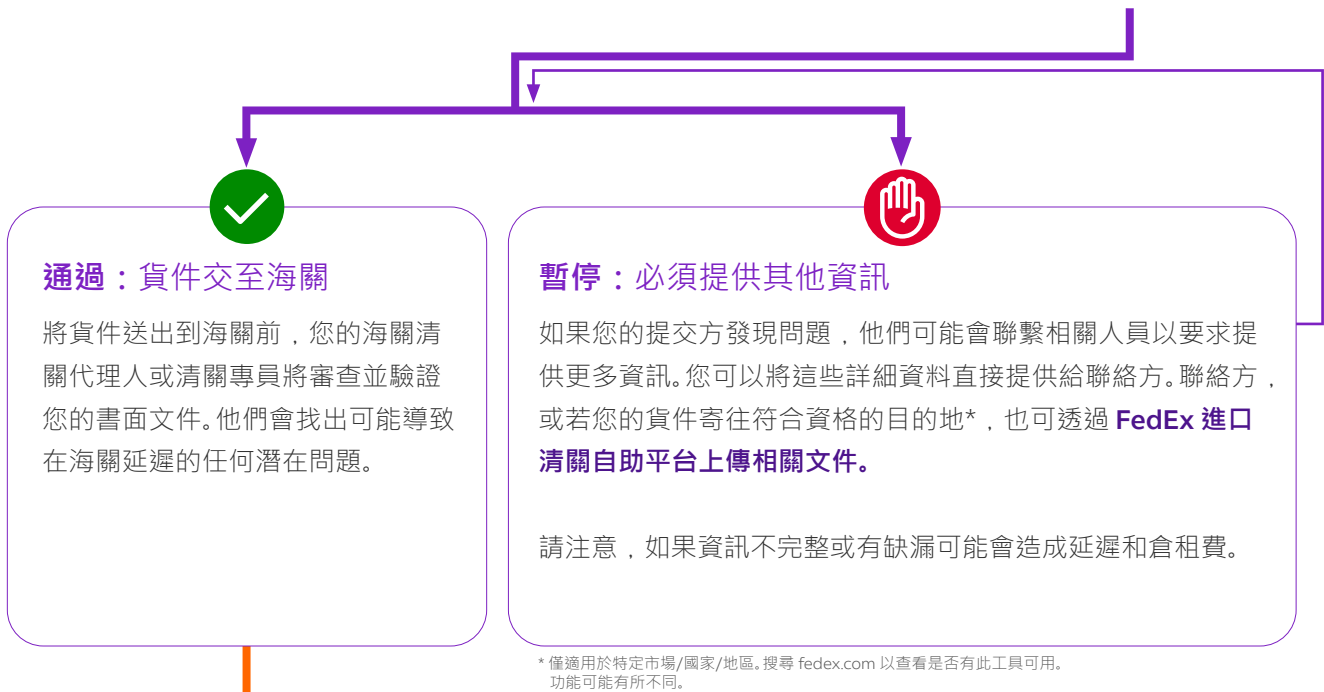 通過：貨件交至海關
將貨件送出到海關前，您的海關清
關代理人或清關專員將審查並驗證
您的書面文件。他們會找出可能導致
在海關延遲的任何潛在問題。
暫停：必須提供其他資訊
如果您的提交方發現問題，他們可能會聯繫相關人員以要求提
供更多資訊。您可以將這些詳細資料直接提供給聯絡方。聯絡方，
或若您的貨件寄往符合資格的目的地*，也可透過 FedEx 進口
清關自助平台上傳相關文件。
請注意，如果資訊不完整或有缺漏可能會造成延遲和倉租費。
* 僅適用於特定市場/國家/地區。搜尋 fedex.com 以查看是否有此工具可用。
功能可能有所不同。